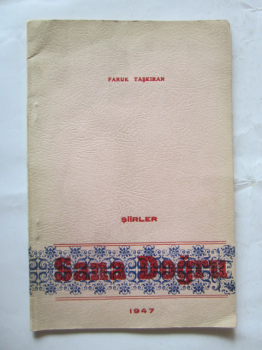 FARUK TAŞKIRAN
ŞİİRLER
Sana Doğru
1947